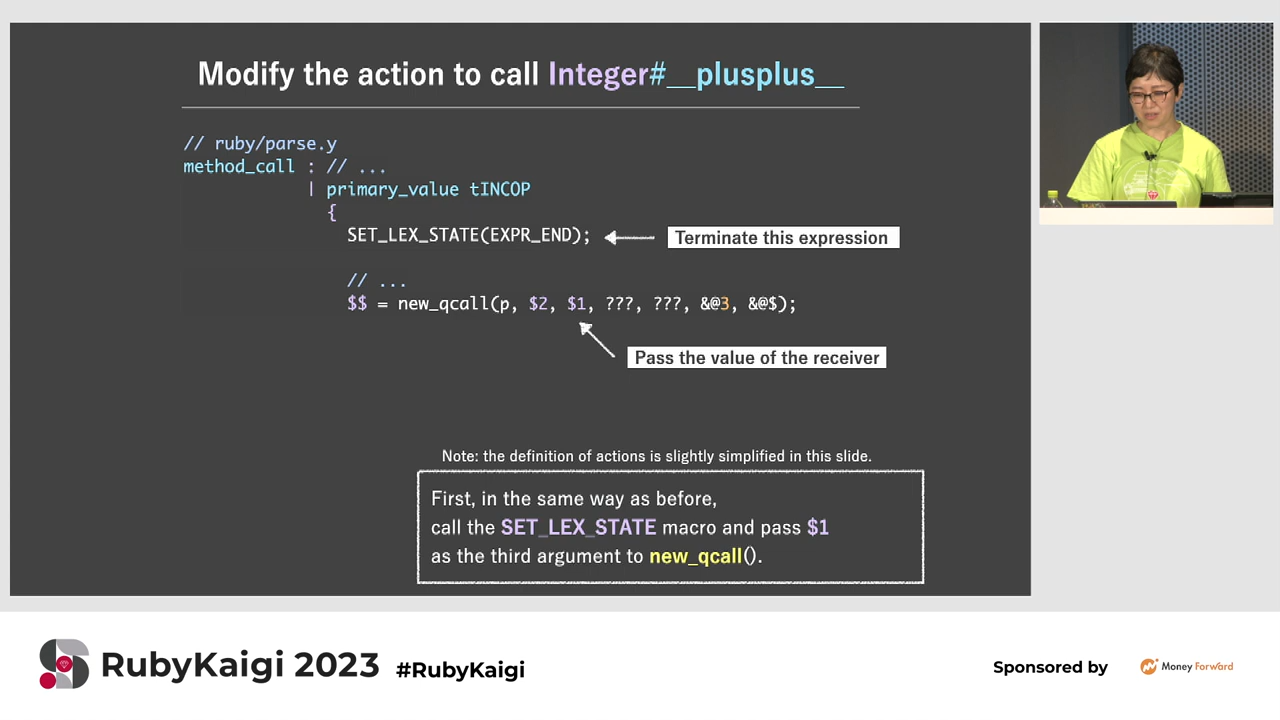 Modify the action to call Integer#__plusplus__
// ruby/parse.y
method_call : // ...
| primary_value tINCOP
{
SET_LEX_STATE(EXPR_END);
Terminate this expression
// ...
$$ = new_qcall(p, $2, $1, ???, ???, &@3, &@$);
Pass the value of the receiver
Note: the definition of actions is slightly simplified in this slide.
First, in the same way as before,
call the SET_LEX_STATE macro and pass $1
as the third argument to new_qcall().
RubyKaigi 2023 #RubyKaigi
Sponsored by Money Forward